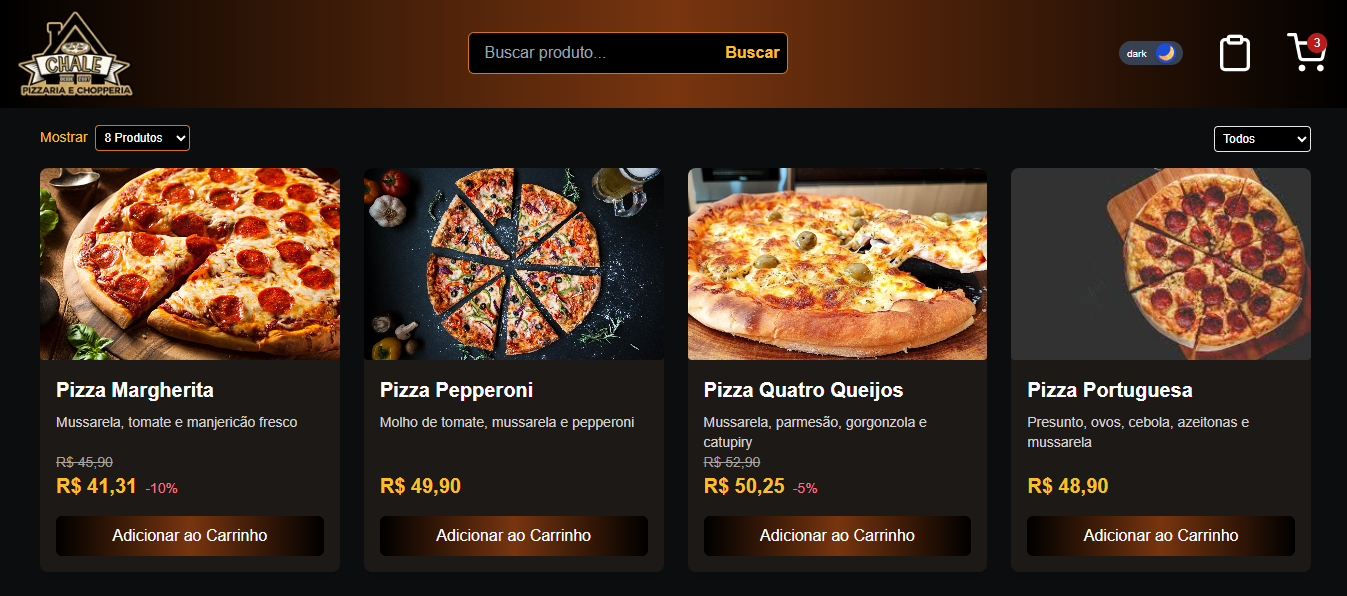 CHALE
PIZZARIA E CHOPPERIA
Buscar produto...
Buscar
dark
3
Mostrar
8 Produtos
Todos
Pizza Margherita
Mussarela, tomate e manjericão fresco
R$ 45,90
R$ 41,31 -10%
Adicionar ao Carrinho
Pizza Pepperoni
Molho de tomate, mussarela e pepperoni
R$ 49,90
Adicionar ao Carrinho
Pizza Quatro Queijos
Mussarela, parmesão, gorgonzola e
catupiry
R$ 52,90
R$ 50,25 -5%
Adicionar ao Carrinho
Pizza Portuguesa
Presunto, ovos, cebola, azeitonas e
mussarela
R$ 48,90
Adicionar ao Carrinho